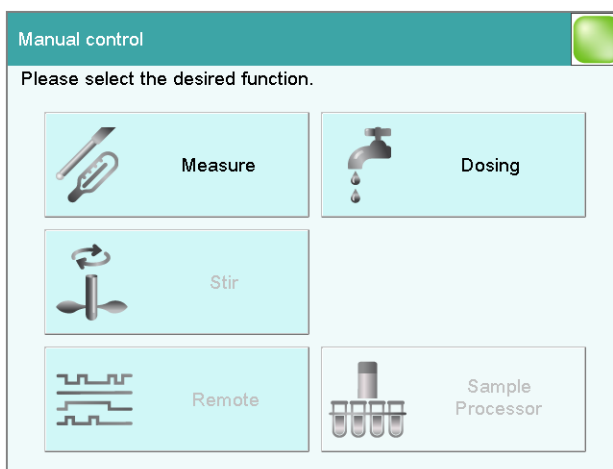 Manual control
Please select the desired function.
Measure
Dosing
Stir
Remote
Sample
Processor